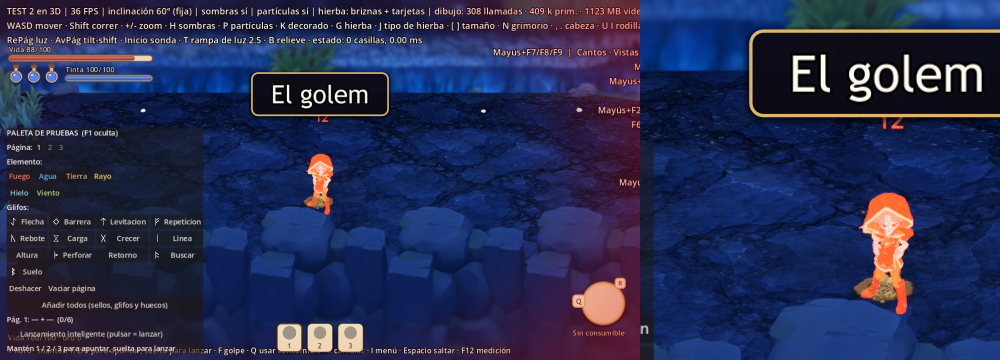 TEST 2 en 3D | 36 FPS | inclinación 60° (fija) | sombras sí | partículas sí | hierba: briznas + tarjetas | dibujo: 308 llamadas · 409 k prim. · 1123 MB víde
WASD mover · Shift correr · +/- zoom · H sombras · P partículas · K decorado · G hierba · J tipo de hierba · [ ] tamaño · N grimorio · , . cabeza · U I rodill
RePág luz · AvPág tilt-shift · Inicio sonda · T rampa de luz 2.5 · B relieve · estado: 0 casillas, 0.00 ms
Vida 88/100
Mayús+F7/F8/F9 | Cantos · Vistas
Tinta 100/100
El golem
El golem
12
12
PALETA DE PRUEBAS (F1 oculta)
Página: 1 2 3
Elemento:
Fuego Agua Tierra Rayo
Hielo Viento
Glifos:
Flecha Barrera Levitacion Repeticion
Rebote Carga Crecer Linea
Altura Perforar Retorno Buscar
Suelo
Deshacer Vaciar página
Añadir todos (sellos, glifos y huecos)
Pág. 1: — + — (0/6)
Lanzamiento inteligente (pulsar = lanzar)
Mantén 1 / 2 / 3 para apuntar, suelta para lanzar
· F golpe · Q usar
· I menú · Espacio saltar · F12 medición
1 2 3
R
Q
Sin consumible